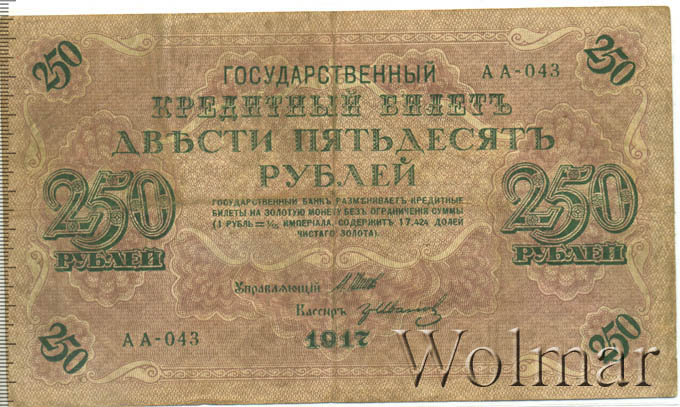 250
250
ГОСУДАРСТВЕННЫЙ
АА-043
КРЕДИТНЫЙ БИЛЕТЪ
ДВѢСТИ ПЯТЬДЕСЯТЪ
РУБЛЕЙ
250
РУБЛЕЙ
ГОСУДАРСТВЕННЫЙ БАНКЪ РАЗМѢНИВАЕТЪ КРЕДИТНЫЕ
БИЛЕТЫ НА ЗОЛОТУЮ МОНЕТУ БЕЗЪ ОГРАНИЧЕНІЯ СУММЫ
(1 РУБЛЬ = 1/15 ИМПЕРІАЛА, СОДЕРЖИТЪ 17,424 ДОЛЕЙ
ЧИСТАГО ЗОЛОТА).
250
РУБЛЕЙ
Управляющій
Кассиръ
АА-043
1917
250
250
Wolmar